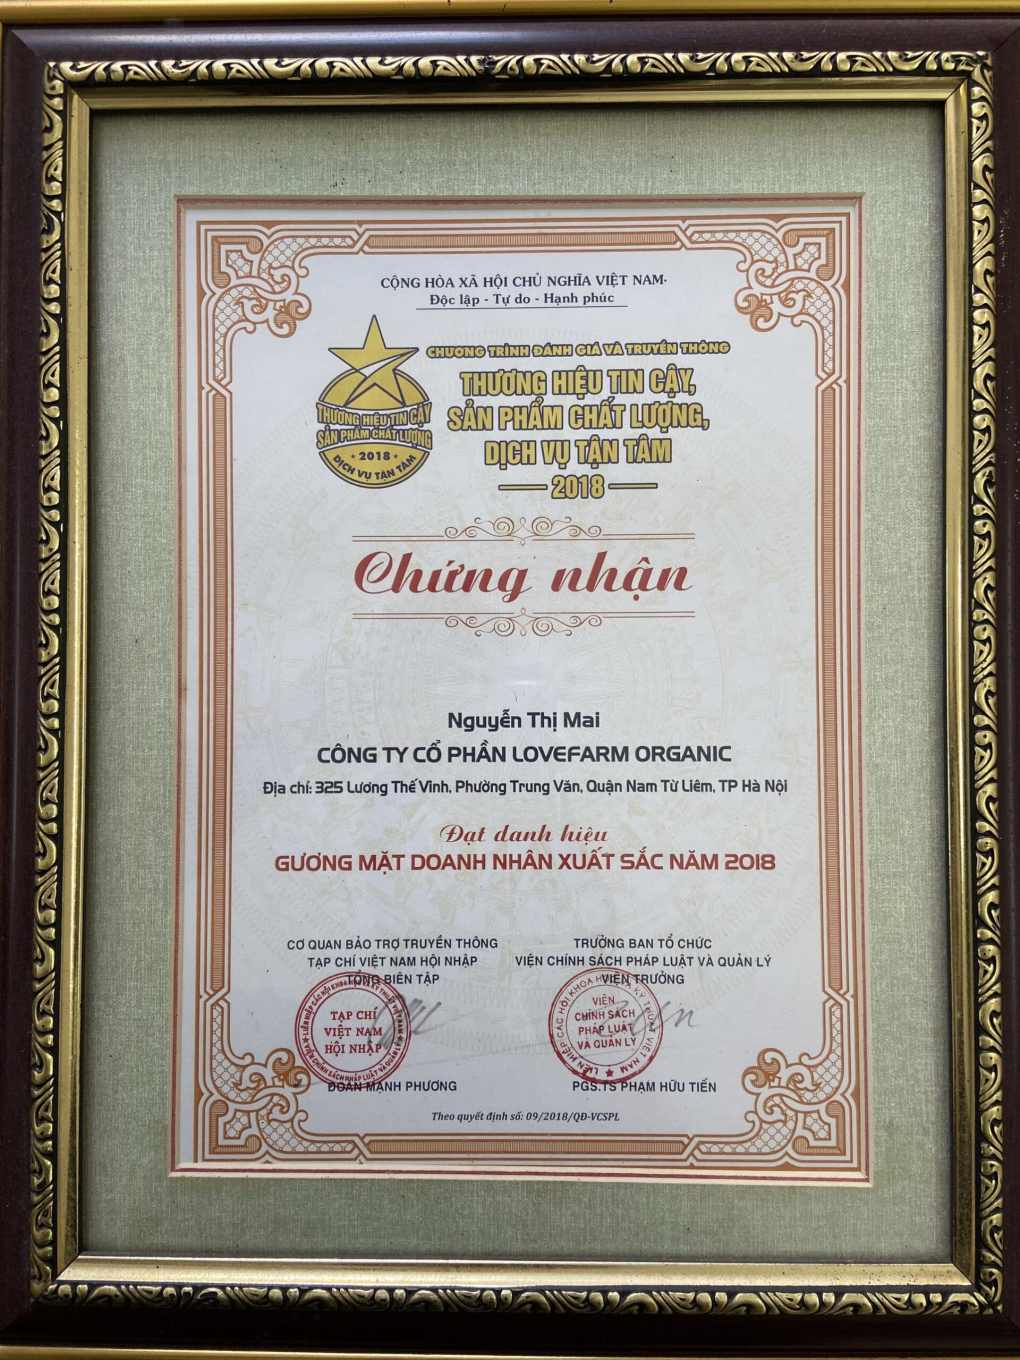 CỘNG HÒA XÃ HỘI CHỦ NGHĨA VIỆT NAM
Độc lập - Tự do - Hạnh phúc
CHƯƠNG TRÌNH ĐÁNH GIÁ VÀ TRUYỀN THÔNG
THƯƠNG HIỆU TIN CẬY,
SẢN PHẨM CHẤT LƯỢNG,
DỊCH VỤ TẬN TÂM
2018
THƯƠNG HIỆU TIN CẬY
SẢN PHẨM CHẤT LƯỢNG
2018
DỊCH VỤ TẬN TÂM
Chứng nhận
Nguyễn Thị Mai
CÔNG TY CỔ PHẦN LOVEFARM ORGANIC
Địa chỉ: 325 Lương Thế Vinh, Phường Trung Văn, Quận Nam Từ Liêm, TP Hà Nội
Đạt danh hiệu
GƯƠNG MẶT DOANH NHÂN XUẤT SẮC NĂM 2018
CƠ QUAN BẢO TRỢ TRUYỀN THÔNG
TẠP CHÍ VIỆT NAM HỘI NHẬP
TỔNG BIÊN TẬP
TẠP CHÍ
VIỆT NAM
HỘI NHẬP
ĐOÀN MẠNH PHƯƠNG
TRƯỞNG BAN TỔ CHỨC
VIỆN CHÍNH SÁCH PHÁP LUẬT VÀ QUẢN LÝ
VIỆN TRƯỞNG
VIỆN
CHÍNH SÁCH
PHÁP LUẬT
VÀ QUẢN LÝ
PGS.TS PHẠM HỮU TIẾN
Theo quyết định số: 09/2018/QĐ-VCSPL